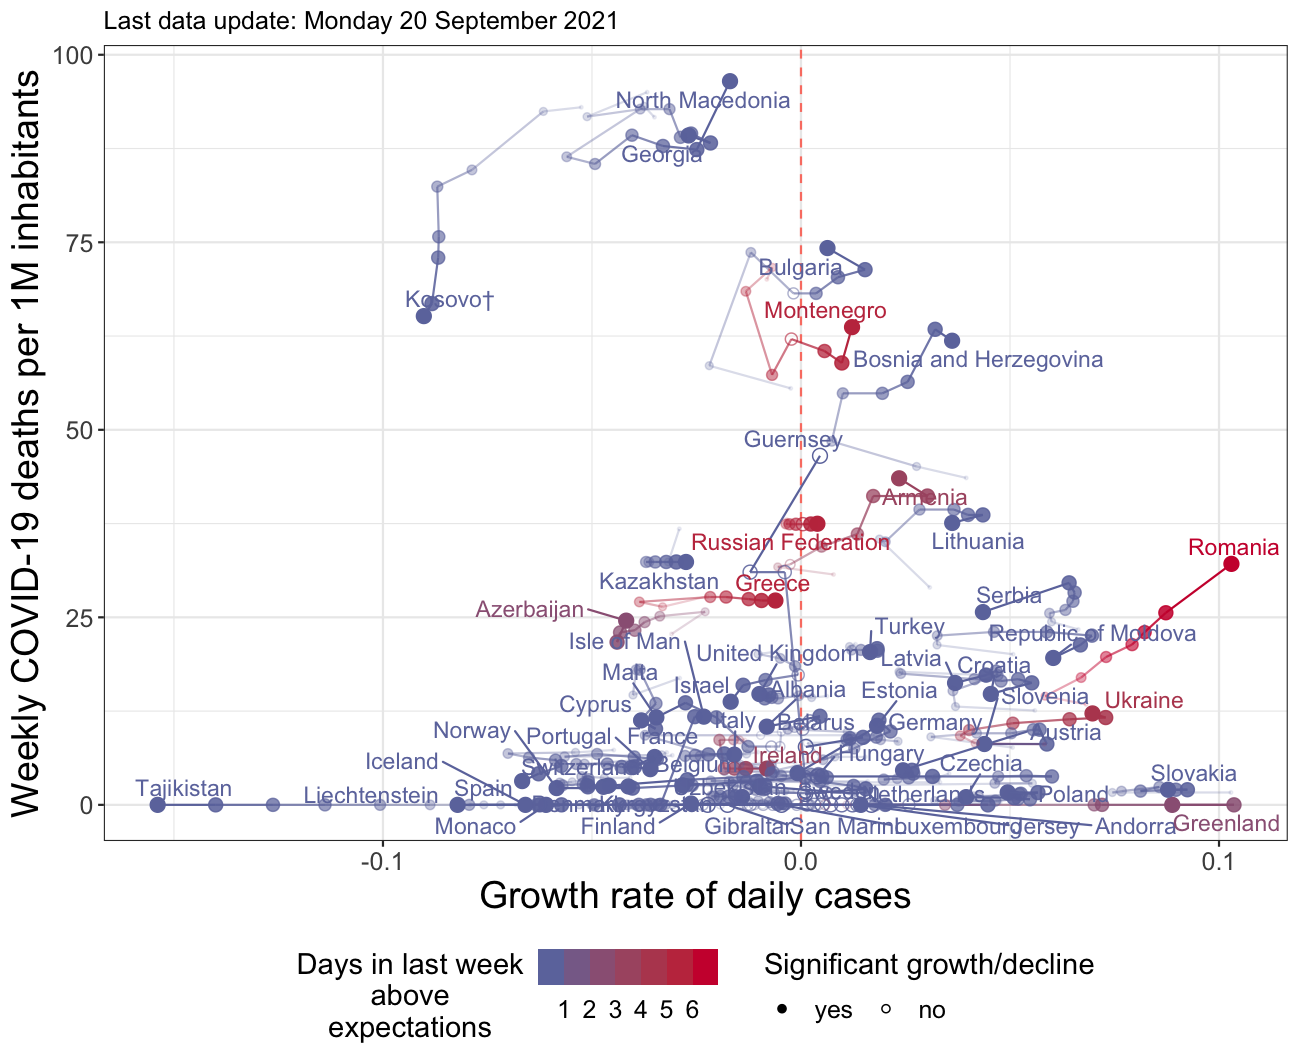 Last data update: Monday 20 September 2021
Weekly COVID-19 deaths per 1M inhabitants
100
75
50
25
0
North Macedonia
Georgia
Kosovo†
Bulgaria
Montenegro
Bosnia and Herzegovina
Guernsey
Armenia
Russian Federation
Lithuania
Romania
Kazakhstan
Greece
Azerbaijan
Serbia
Isle of Man
Turkey
Republic of Moldova
United Kingdom
Latvia
Croatia
Malta
Israel
Albania
Estonia
Slovenia
Ukraine
Cyprus
Italy
Belarus
Germany
Austria
Norway
Portugal
France
Ireland
Hungary
Iceland
Switzerland
Belgium
Czechia
Slovakia
Tajikistan
Liechtenstein
Spain
Denmark
Kyrgyzstan
Uzbekistan
Sweden
Netherlands
Poland
Greenland
Monaco
Finland
Gibraltar
San Marino
Luxembourg
Jersey
Andorra
-0.1
0.0
0.1
Growth rate of daily cases
Days in last week
above
expectations
1 2 3 4 5 6
Significant growth/decline
yes
no